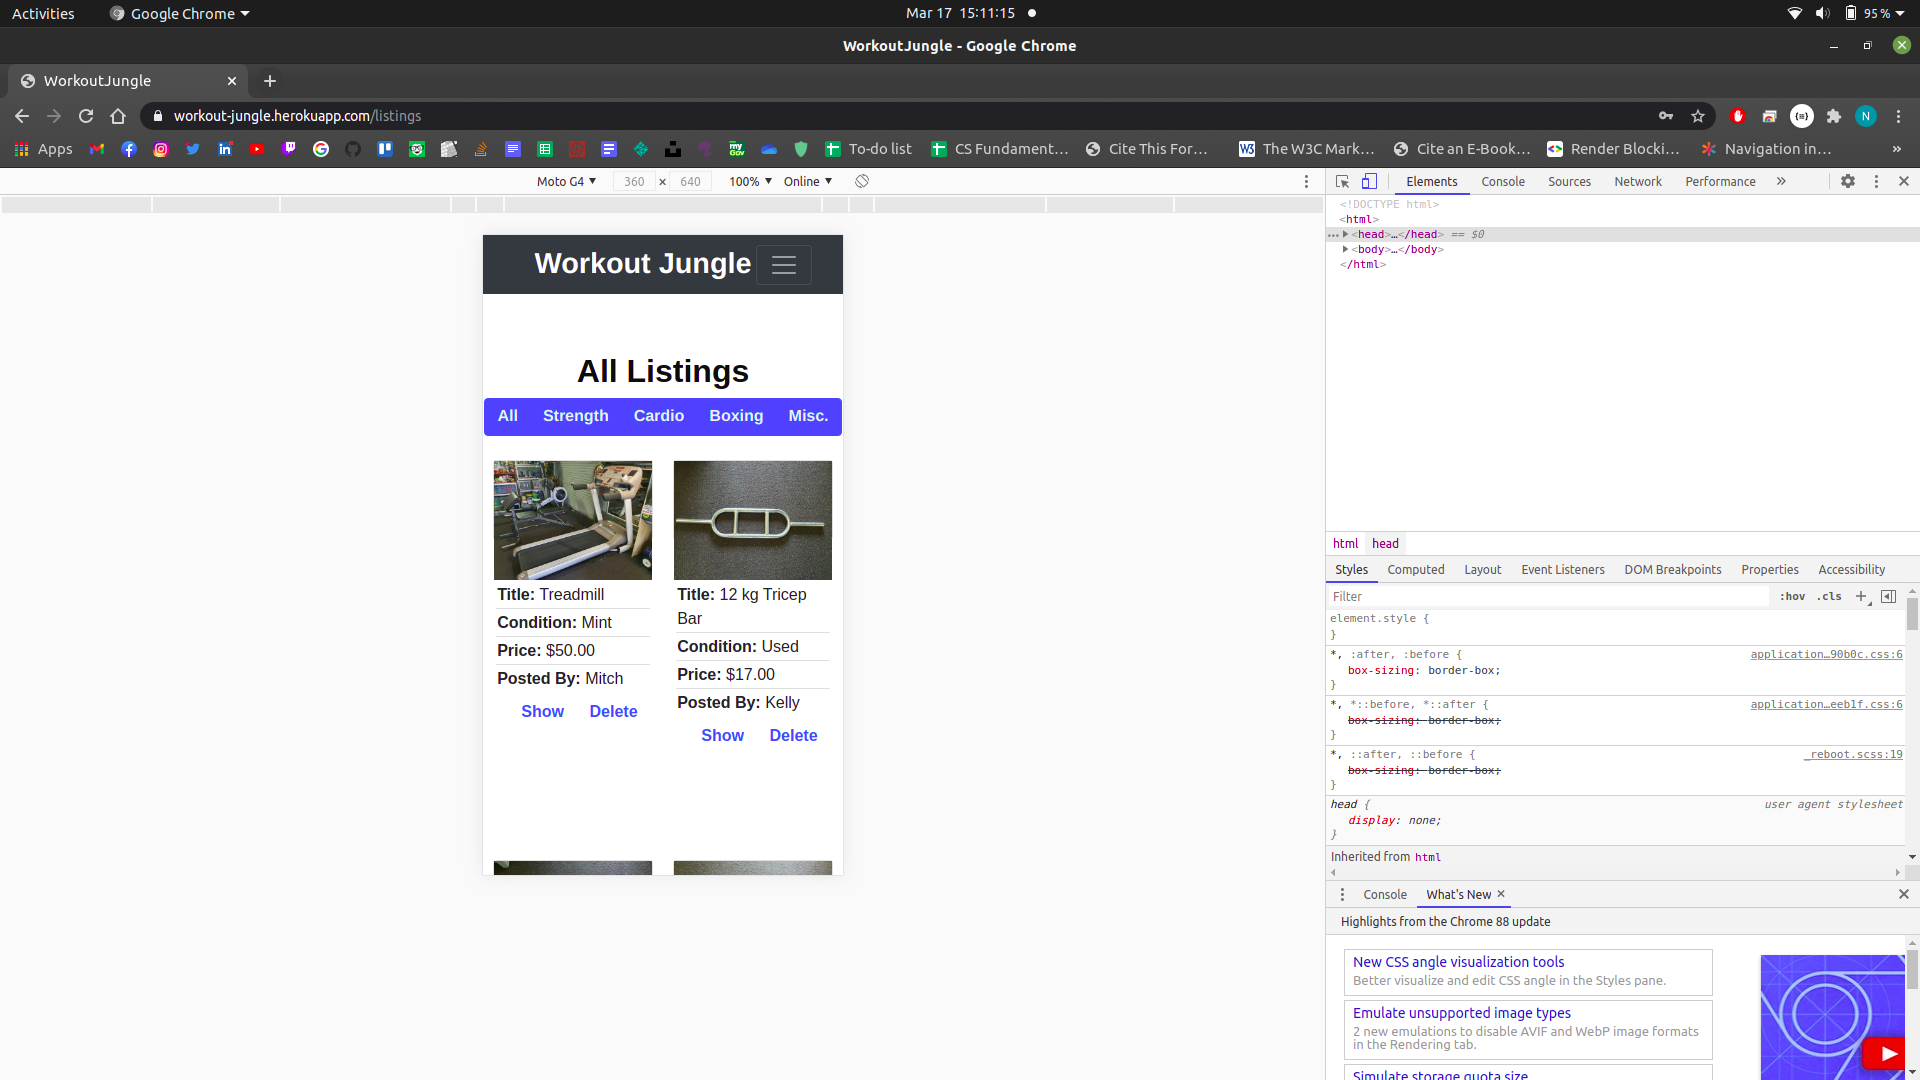 Activities
Google Chrome
Mar 17 15:11:15
95 %
WorkoutJungle - Google Chrome
WorkoutJungle
workout-jungle.herokuapp.com/listings
N
Apps
To-do list
CS Fundament…
Cite This For…
The W3C Mark…
Cite an E-Book…
Render Blocki…
Navigation in…
»
Moto G4
360 × 640
100%
Online
Elements
Console
Sources
Network
Performance
»
<!DOCTYPE html>
<html>
<head>…</head> == $0
<body>…</body>
</html>
Workout Jungle
All Listings
All
Strength
Cardio
Boxing
Misc.
Title: Treadmill
Condition: Mint
Price: $50.00
Posted By: Mitch
Show
Delete
Title: 12 kg Tricep
Bar
Condition: Used
Price: $17.00
Posted By: Kelly
Show
Delete
html
head
Styles
Computed
Layout
Event Listeners
DOM Breakpoints
Properties
Accessibility
Filter
:hov
.cls
element.style {
}
*, :after, :before {
application…90b0c.css:6
box-sizing: border-box;
}
*, *::before, *::after {
application…eeb1f.css:6
box-sizing: border-box;
}
*, ::after, ::before {
_reboot.scss:19
box-sizing: border-box;
}
head {
user agent stylesheet
display: none;
}
Inherited from html
Console
What's New
Highlights from the Chrome 88 update
New CSS angle visualization tools
Better visualize and edit CSS angle in the Styles pane.
Emulate unsupported image types
2 new emulations to disable AVIF and WebP image formats
in the Rendering tab.
Simulate storage quota size